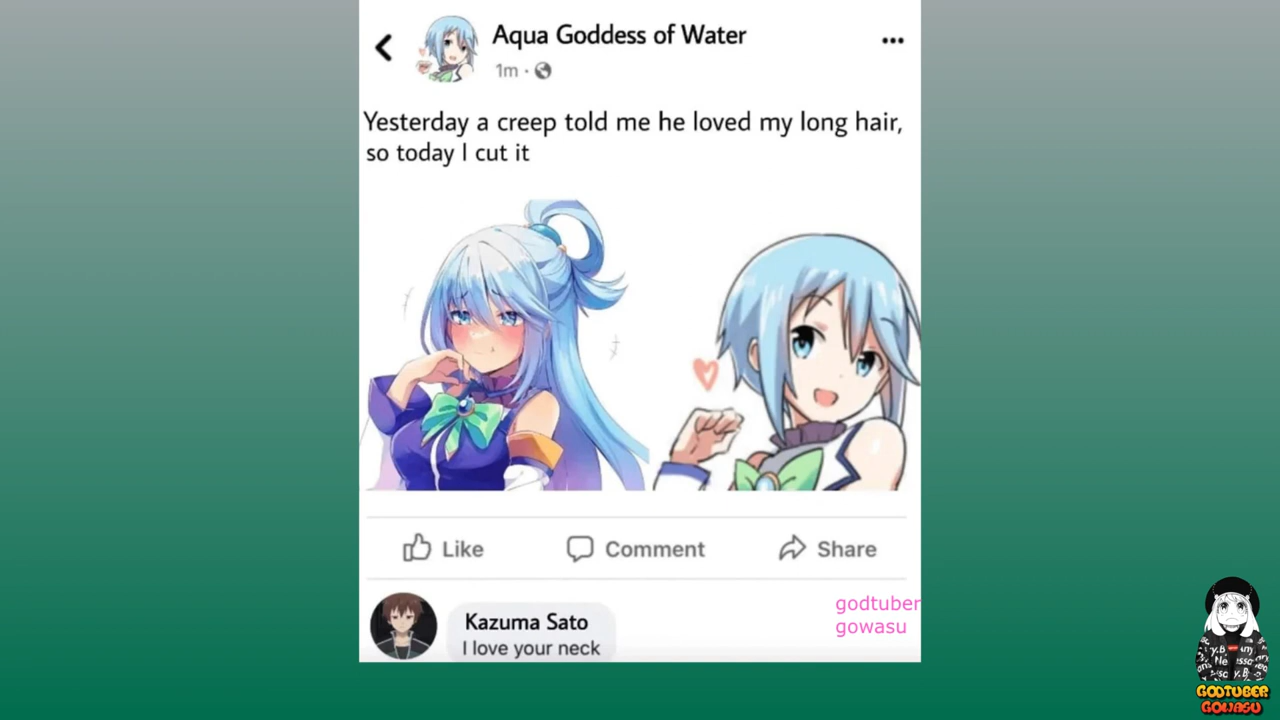 Aqua Goddess of Water
1m ·
Yesterday a creep told me he loved my long hair,
so today I cut it
Like
Comment
Share
Kazuma Sato
I love your neck
godtuber
gowasu
GODTUBER
GOWASU